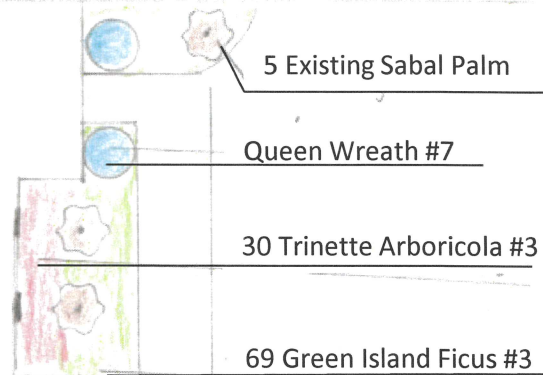 5 Existing Sabal Palm
Queen Wreath #7
30 Trinette Arboricola #3
69 Green Island Ficus #3